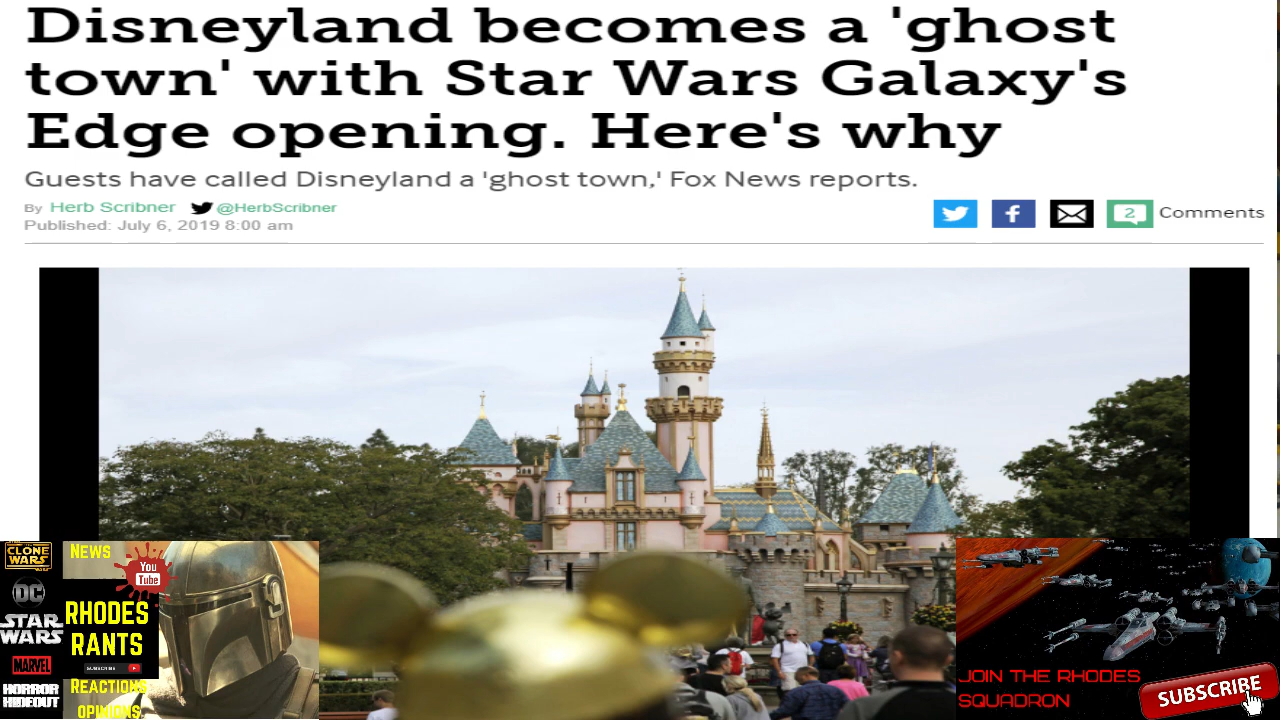 Disneyland becomes a 'ghost
town' with Star Wars Galaxy's
Edge opening. Here's why
Guests have called Disneyland a 'ghost town,' Fox News reports.
By Herb Scribner @HerbScribner
Published: July 6, 2019 8:00 am
2 Comments
CLONE
WARS
DC
STAR
WARS
MARVEL
HORROR
HIDEOUT
NEWS
You
Tube
RHODES
RANTS
SUBSCRIBE
REACTIONS
OPINIONS
JOIN THE RHODES
SQUADRON
SUBSCRIBE